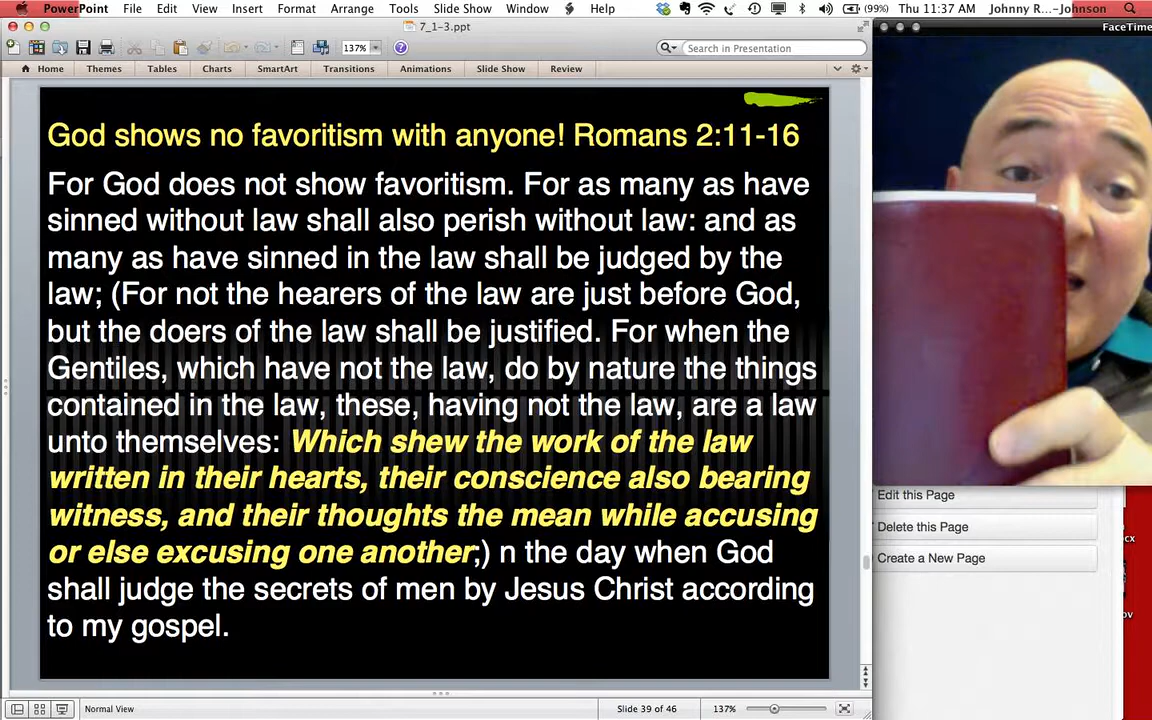 PowerPoint File Edit View Insert Format Arrange Tools Slide Show Window Help (99%) Thu 11:37 AM Johnny R...-Johnson
7_1–3.ppt
FaceTime
137% Search in Presentation
Home Themes Tables Charts SmartArt Transitions Animations Slide Show Review
God shows no favoritism with anyone! Romans 2:11-16
For God does not show favoritism. For as many as have
sinned without law shall also perish without law: and as
many as have sinned in the law shall be judged by the
law; (For not the hearers of the law are just before God,
but the doers of the law shall be justified. For when the
Gentiles, which have not the law, do by nature the things
contained in the law, these, having not the law, are a law
unto themselves: Which shew the work of the law
written in their hearts, their conscience also bearing
witness, and their thoughts the mean while accusing
or else excusing one another;) n the day when God
shall judge the secrets of men by Jesus Christ according
to my gospel.
Edit this Page
Delete this Page
Create a New Page
Normal View Slide 39 of 46 137%